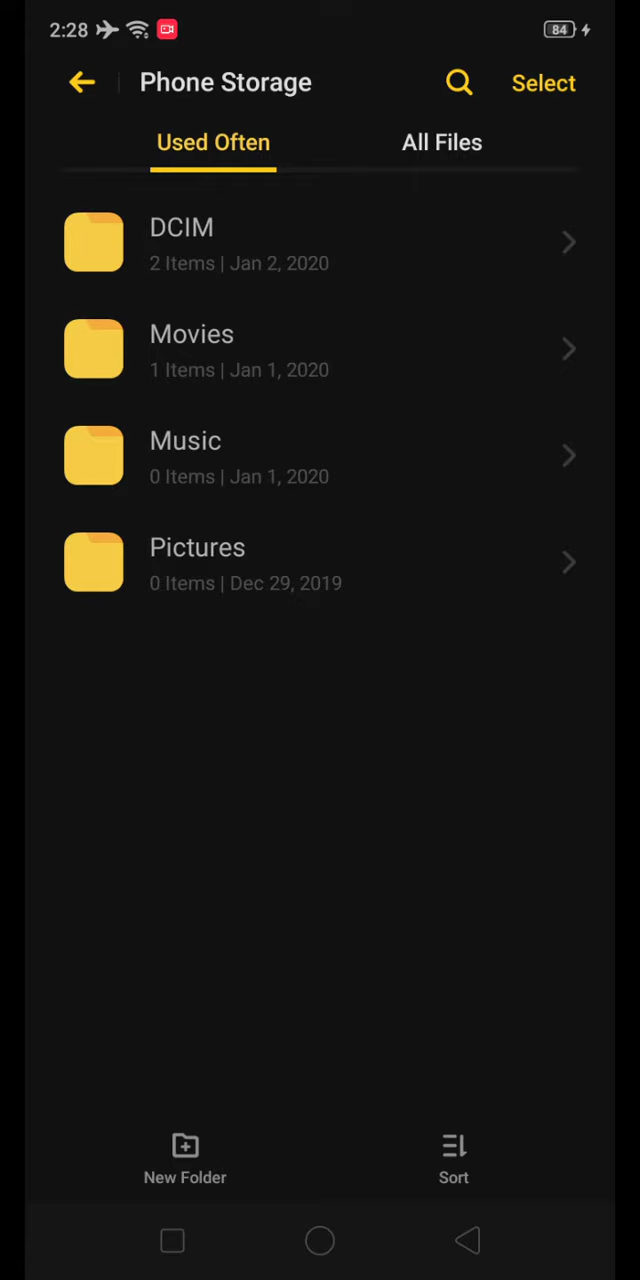 2:28 84
Phone Storage Select
Used Often All Files
DCIM
2 Items | Jan 2, 2020
Movies
1 Items | Jan 1, 2020
Music
0 Items | Jan 1, 2020
Pictures
0 Items | Dec 29, 2019
New Folder Sort